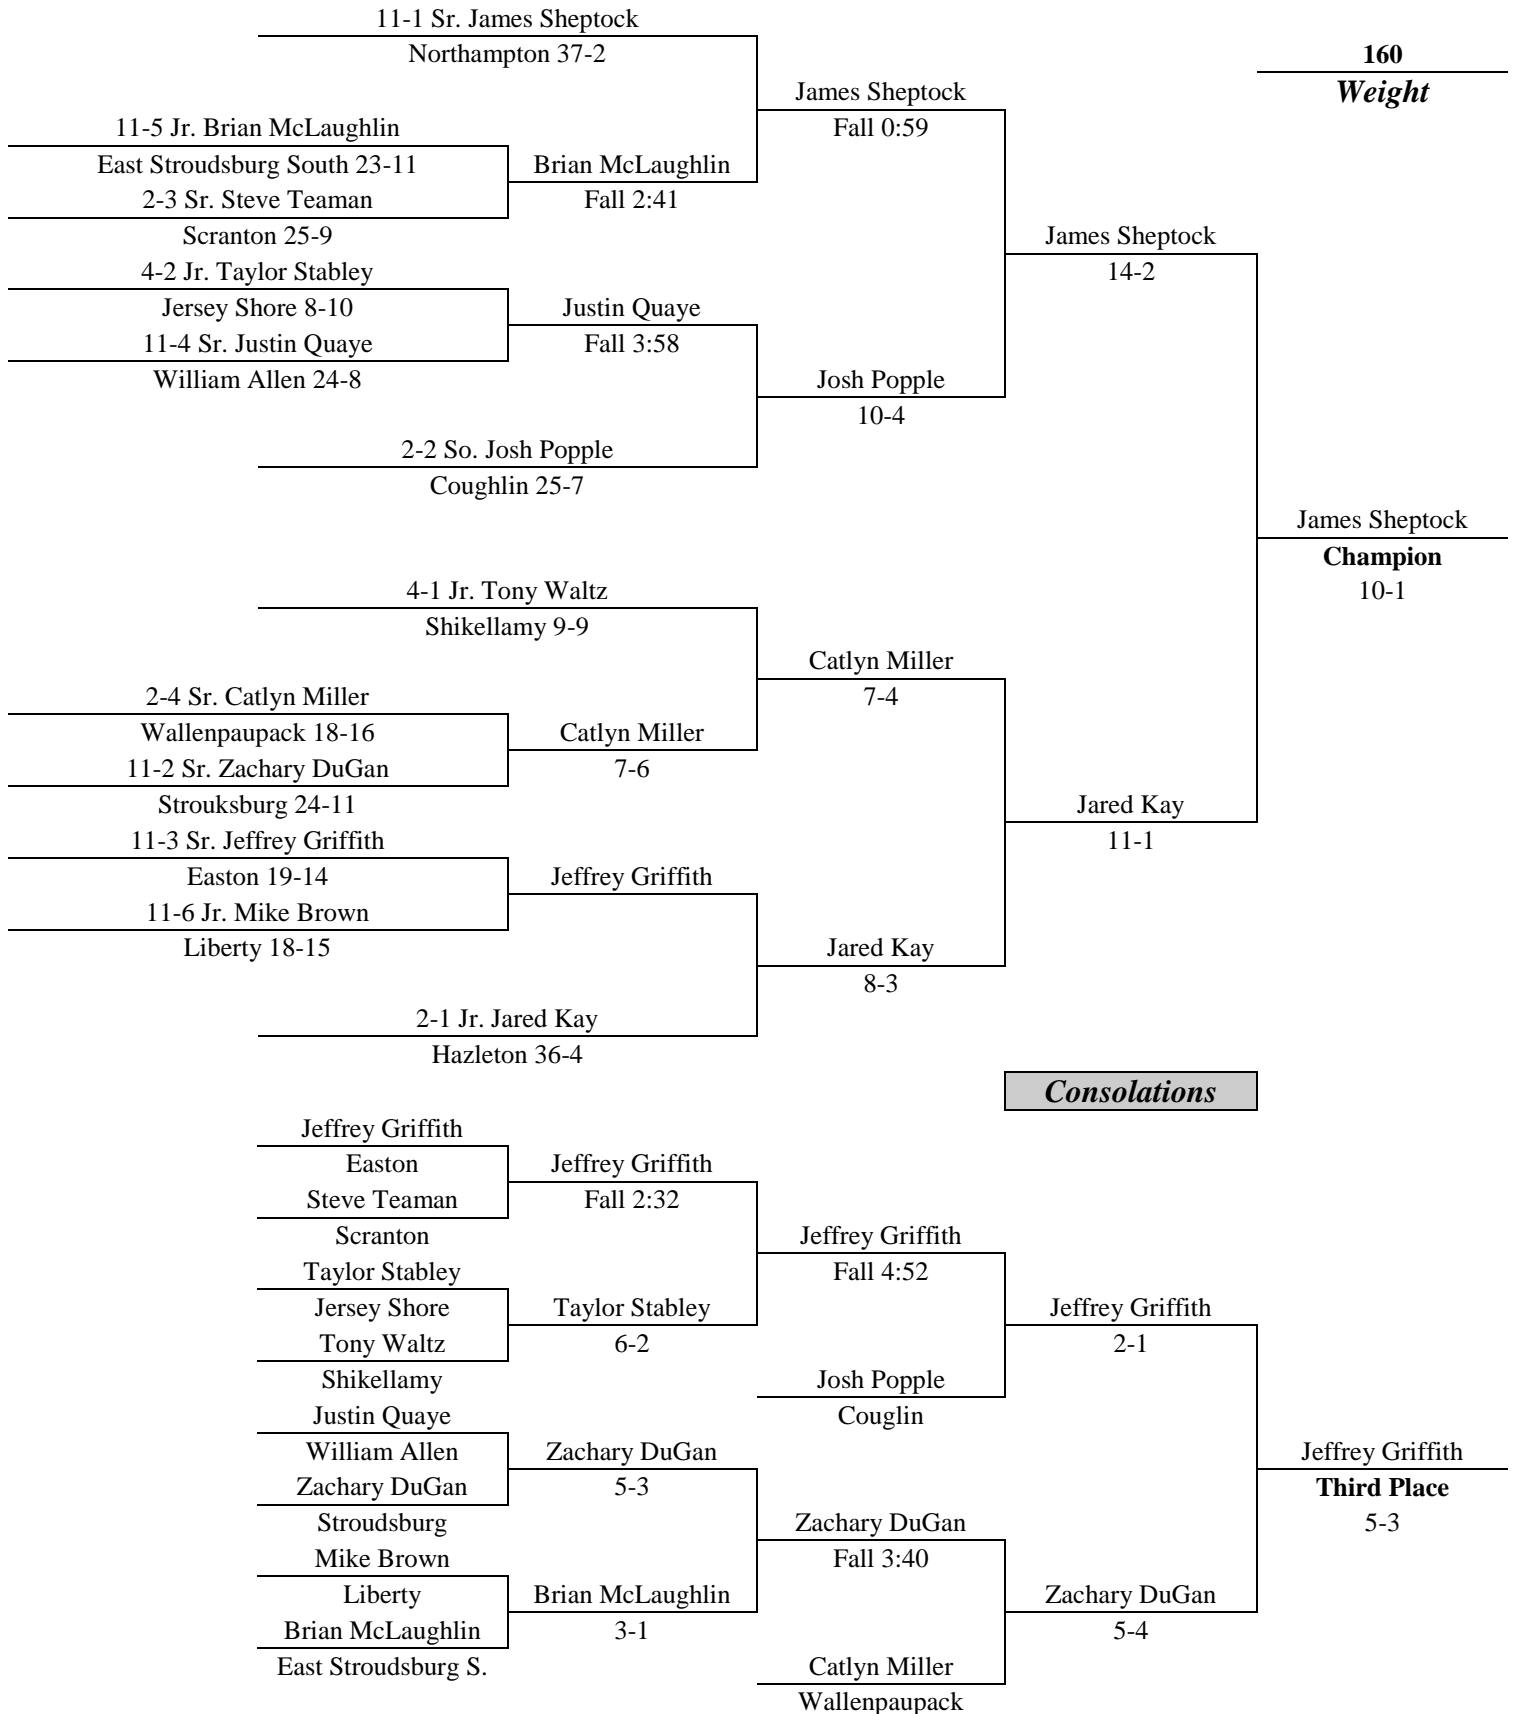 11-1 Sr. James Sheptock
Northampton 37-2
160
Weight
James Sheptock
Fall 0:59
11-5 Jr. Brian McLaughlin
East Stroudsburg South 23-11
Brian McLaughlin
2-3 Sr. Steve Teaman
Fall 2:41
Scranton 25-9
James Sheptock
4-2 Jr. Taylor Stabley
14-2
Jersey Shore 8-10
Justin Quaye
11-4 Sr. Justin Quaye
Fall 3:58
William Allen 24-8
Josh Popple
10-4
2-2 So. Josh Popple
Coughlin 25-7
James Sheptock
Champion
10-1
4-1 Jr. Tony Waltz
Shikellamy 9-9
Catlyn Miller
7-4
2-4 Sr. Catlyn Miller
Wallenpaupack 18-16
Catlyn Miller
11-2 Sr. Zachary DuGan
7-6
Strouksburg 24-11
Jared Kay
11-3 Sr. Jeffrey Griffith
11-1
Easton 19-14
Jeffrey Griffith
11-6 Jr. Mike Brown
Liberty 18-15
Jared Kay
8-3
2-1 Jr. Jared Kay
Hazleton 36-4
Consolations
Jeffrey Griffith
Easton
Jeffrey Griffith
Steve Teaman
Fall 2:32
Scranton
Jeffrey Griffith
Taylor Stabley
Fall 4:52
Jersey Shore
Taylor Stabley
Jeffrey Griffith
Tony Waltz
6-2
2-1
Shikellamy
Josh Popple
Justin Quaye
Couglin
William Allen
Zachary DuGan
Jeffrey Griffith
Zachary DuGan
5-3
Third Place
Stroudsburg
Zachary DuGan
5-3
Mike Brown
Fall 3:40
Liberty
Brian McLaughlin
Zachary DuGan
Brian McLaughlin
3-1
5-4
East Stroudsburg S.
Catlyn Miller
Wallenpaupack